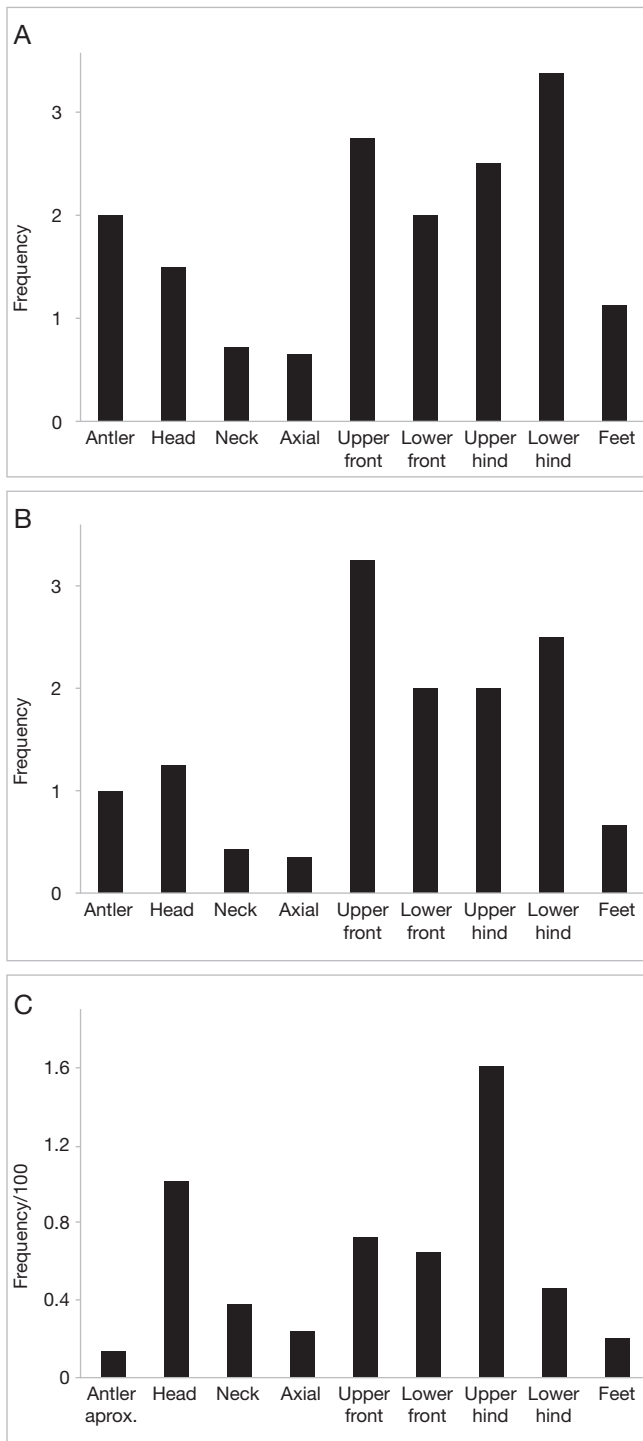 A
Frequency
3
2
1
0
Antler Head Neck Axial Upper front Lower front Upper hind Lower hind Feet
B
Frequency
3
2
1
0
Antler Head Neck Axial Upper front Lower front Upper hind Lower hind Feet
C
Frequency/100
1.6
1.2
0.8
0.4
0
Antler aprox. Head Neck Axial Upper front Lower front Upper hind Lower hind Feet